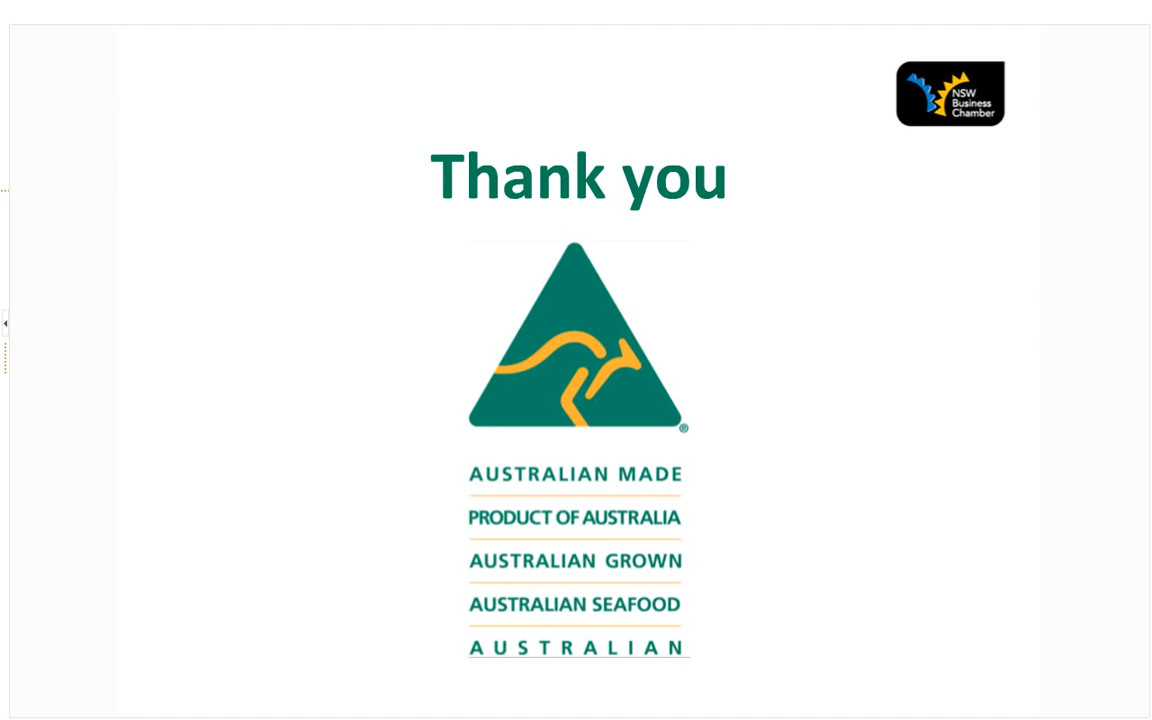 NSW
Business
Chamber
Thank you
®
AUSTRALIAN MADE
PRODUCT OF AUSTRALIA
AUSTRALIAN GROWN
AUSTRALIAN SEAFOOD
AUSTRALIAN